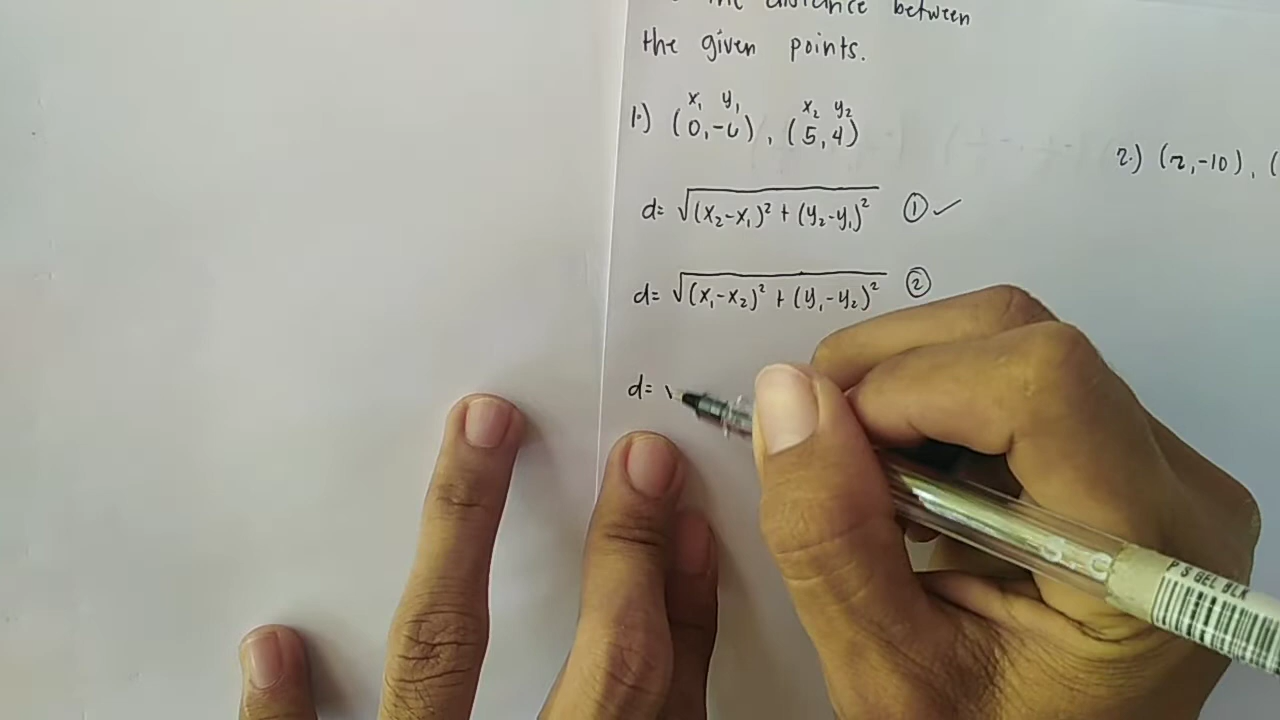 the distance between
the given points.
x₁ y₁ x₂ y₂
1.) (0,-6), (5,4)
2.) (2,-10), (
d= √(x₂-x₁)² + (y₂-y₁)² ① ✓
d= √(x₁-x₂)² + (y₁-y₂)² ②
d=
P S GEL BLK